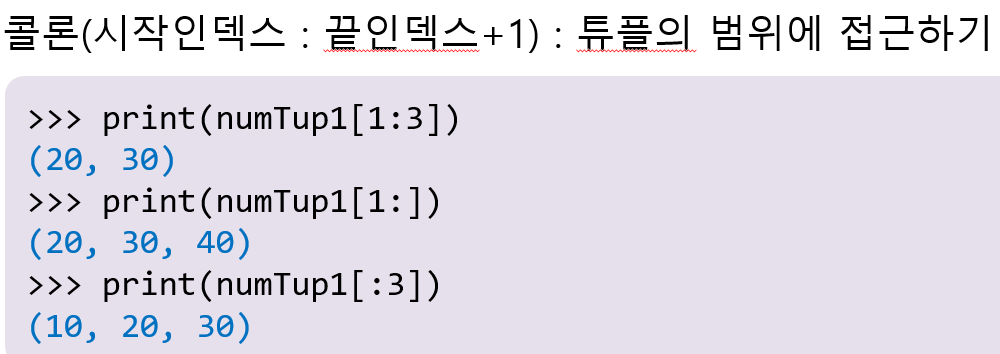 콜론(시작인덱스 : 끝인덱스+1) : 튜플의 범위에 접근하기
>>> print(numTup1[1:3])
(20, 30)
>>> print(numTup1[1:])
(20, 30, 40)
>>> print(numTup1[:3])
(10, 20, 30)